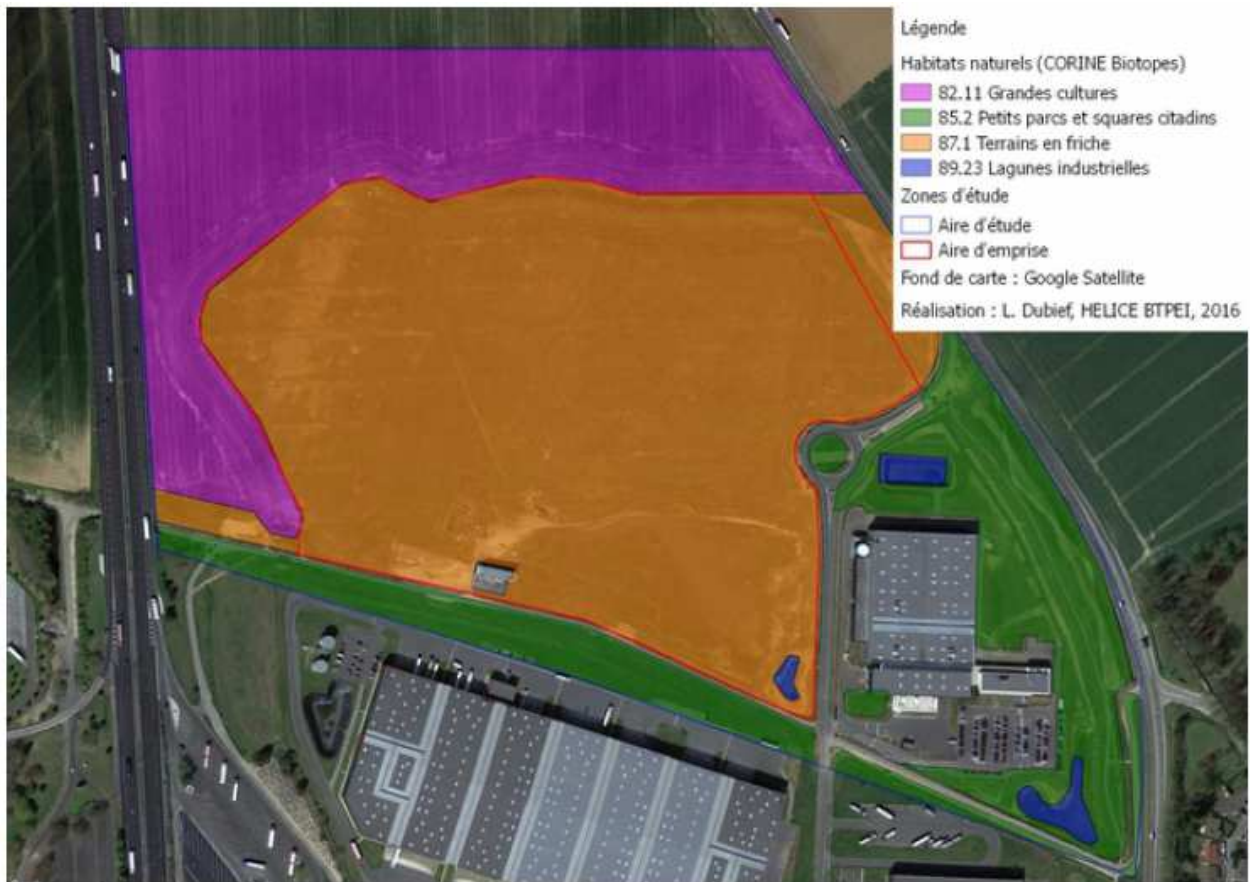 Légende
Habitats naturels (CORINE Biotopes)
82.11 Grandes cultures
85.2 Petits parcs et squares citadins
87.1 Terrains en friche
89.23 Lagunes industrielles
Zones d'étude
Aire d'étude
Aire d'emprise
Fond de carte : Google Satellite
Réalisation : L. Dubief, HELICE BTPEI, 2016